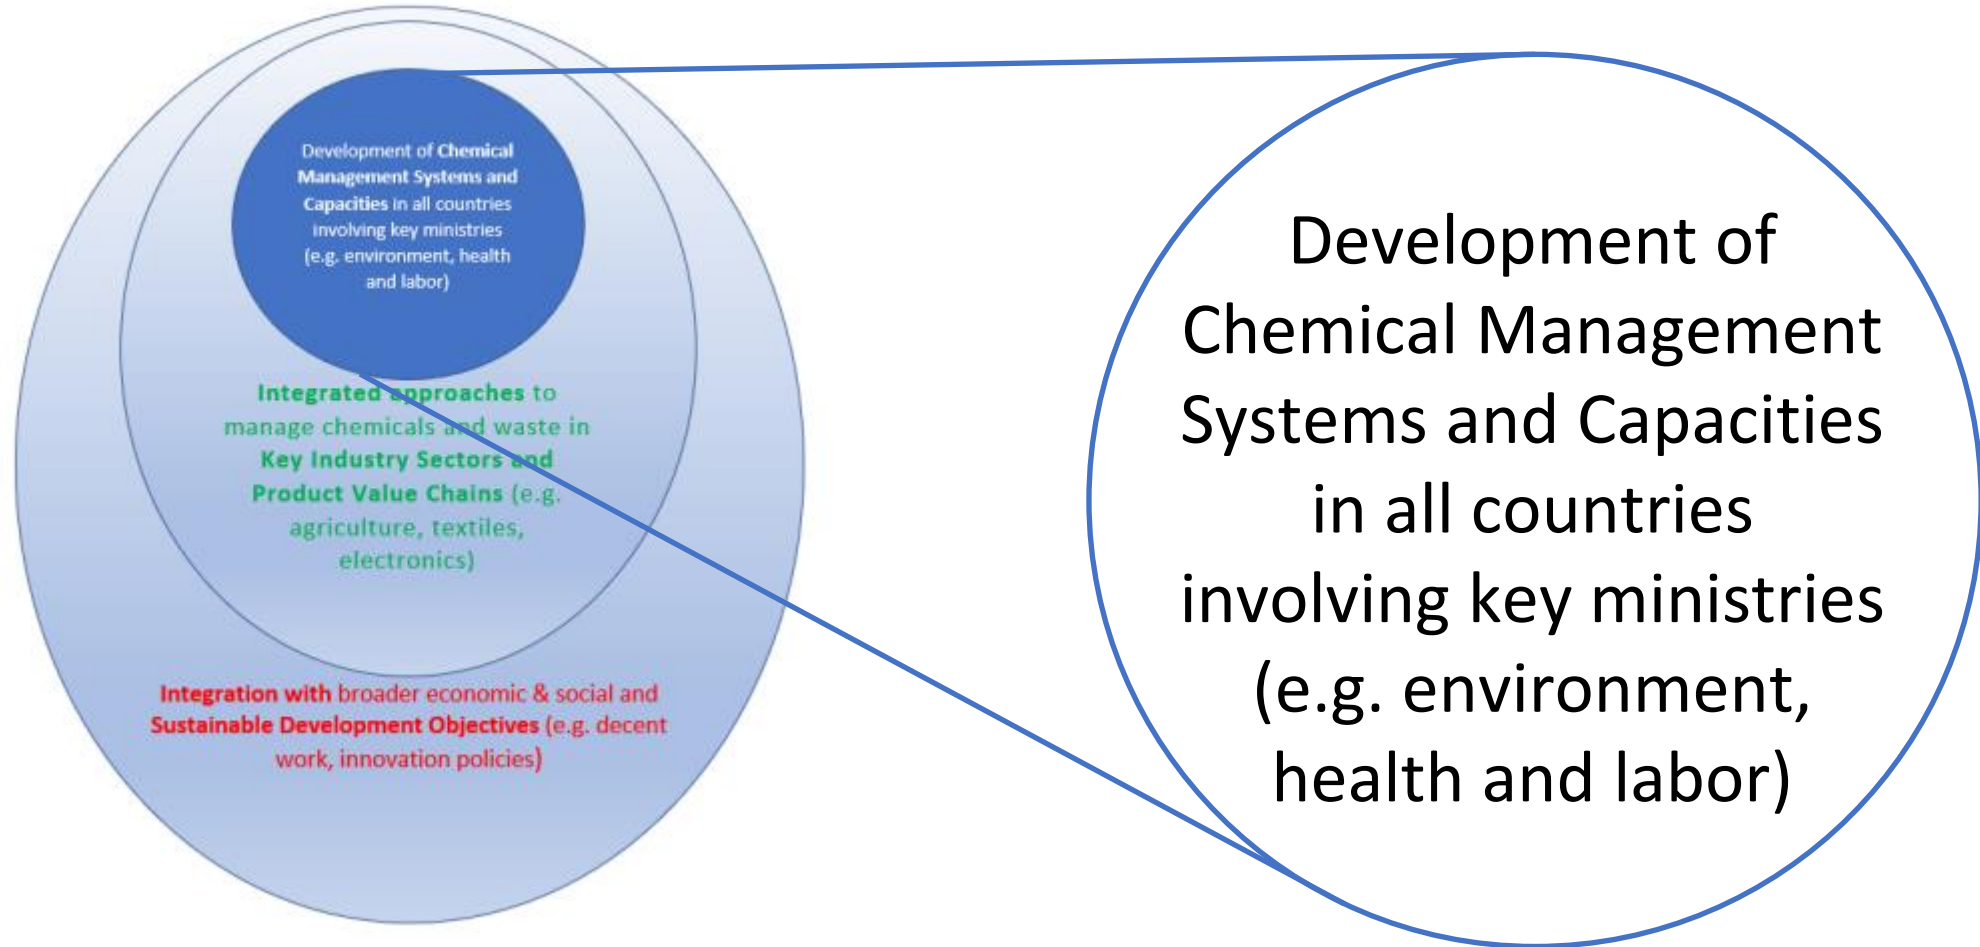 Development of Chemical
Management Systems and
Capacities in all countries
involving key ministries
(e.g. environment, health
and labor)
Integrated approaches to
manage chemicals and waste in
Key Industry Sectors and
Product Value Chains (e.g.
agriculture, textiles,
electronics)
Integration with broader economic & social and
Sustainable Development Objectives (e.g. decent
work, innovation policies)
Development of
Chemical Management
Systems and Capacities
in all countries
involving key ministries
(e.g. environment,
health and labor)